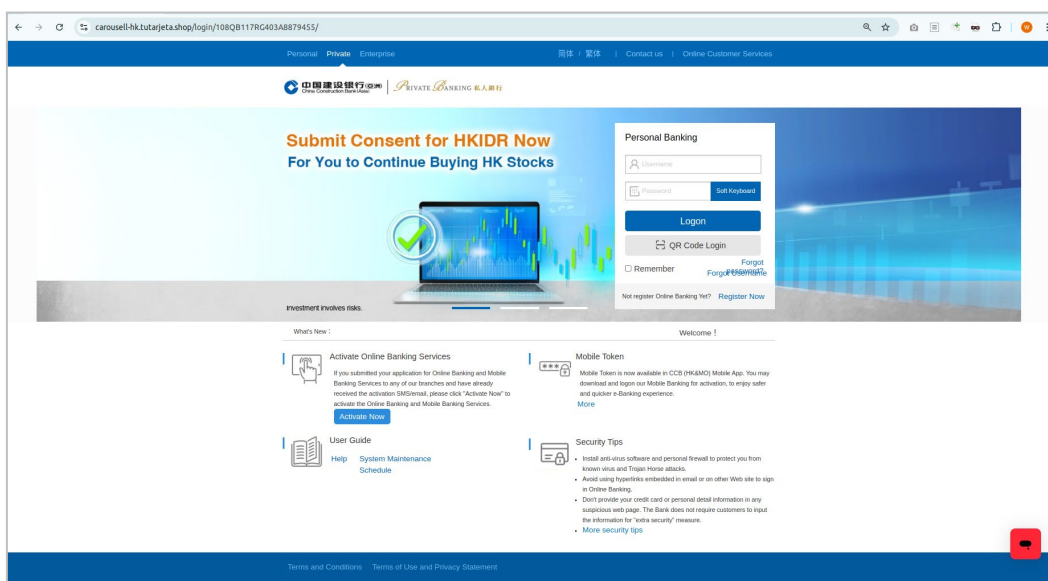 carousell-hk.tutarjeta.shop/login/108QB117RG403A8879455/
Personal Private Enterprise 简体 / 繁体 | Contact us | Online Customer Services
中国建设银行(亚洲) PRIVATE BANKING 私人銀行
China Construction Bank (Asia)
Submit Consent for HKIDR Now
For You to Continue Buying HK Stocks
Investment involves risks.
Personal Banking
Username
Password Soft Keyboard
Logon
QR Code Login
Remember Forgot password?
Forgot Username
Not register Online Banking Yet? Register Now
What's New : Welcome !
Activate Online Banking Services
If you submitted your application for Online Banking and Mobile
Banking Services to any of our branches and have already
received the activation SMS/email, please click "Activate Now" to
activate the Online Banking and Mobile Banking Services.
Activate Now
Mobile Token
Mobile Token is now available in CCB (HK&MO) Mobile App. You may
download and logon our Mobile Banking for activation, to enjoy safer
and quicker e-Banking experience.
More
User Guide
Help System Maintenance
Schedule
Security Tips
• Install anti-virus software and personal firewall to protect you from
known virus and Trojan Horse attacks.
• Avoid using hyperlinks embedded in email or on other Web site to sign
in Online Banking.
• Don't provide your credit card or personal detail information in any
suspicious web page. The Bank does not require customers to input
the information for "extra security" measure.
• More security tips
Terms and Conditions Terms of Use and Privacy Statement